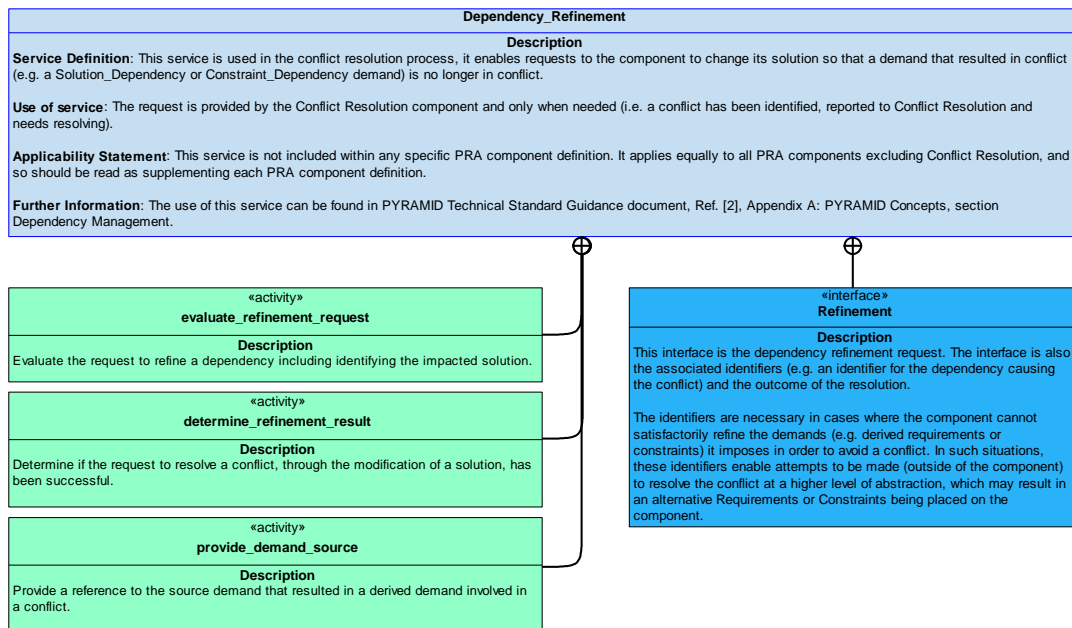 Dependency_Refinement
Description
Service Definition: This service is used in the conflict resolution process, it enables requests to the component to change its solution so that a demand that resulted in conflict
(e.g. a Solution_Dependency or Constraint_Dependency demand) is no longer in conflict.
Use of service: The request is provided by the Conflict Resolution component and only when needed (i.e. a conflict has been identified, reported to Conflict Resolution and
needs resolving).
Applicability Statement: This service is not included within any specific PRA component definition. It applies equally to all PRA components excluding Conflict Resolution, and
so should be read as supplementing each PRA component definition.
Further Information: The use of this service can be found in PYRAMID Technical Standard Guidance document, Ref. [2], Appendix A: PYRAMID Concepts, section
Dependency Management.
«activity»
evaluate_refinement_request
Description
Evaluate the request to refine a dependency including identifying the impacted solution.
«activity»
determine_refinement_result
Description
Determine if the request to resolve a conflict, through the modification of a solution, has
been successful.
«activity»
provide_demand_source
Description
Provide a reference to the source demand that resulted in a derived demand involved in
a conflict.
«interface»
Refinement
Description
This interface is the dependency refinement request. The interface is also
the associated identifiers (e.g. an identifier for the dependency causing
the conflict) and the outcome of the resolution.
The identifiers are necessary in cases where the component cannot
satisfactorily refine the demands (e.g. derived requirements or
constraints) it imposes in order to avoid a conflict. In such situations,
these identifiers enable attempts to be made (outside of the component)
to resolve the conflict at a higher level of abstraction, which may result in
an alternative Requirements or Constraints being placed on the
component.